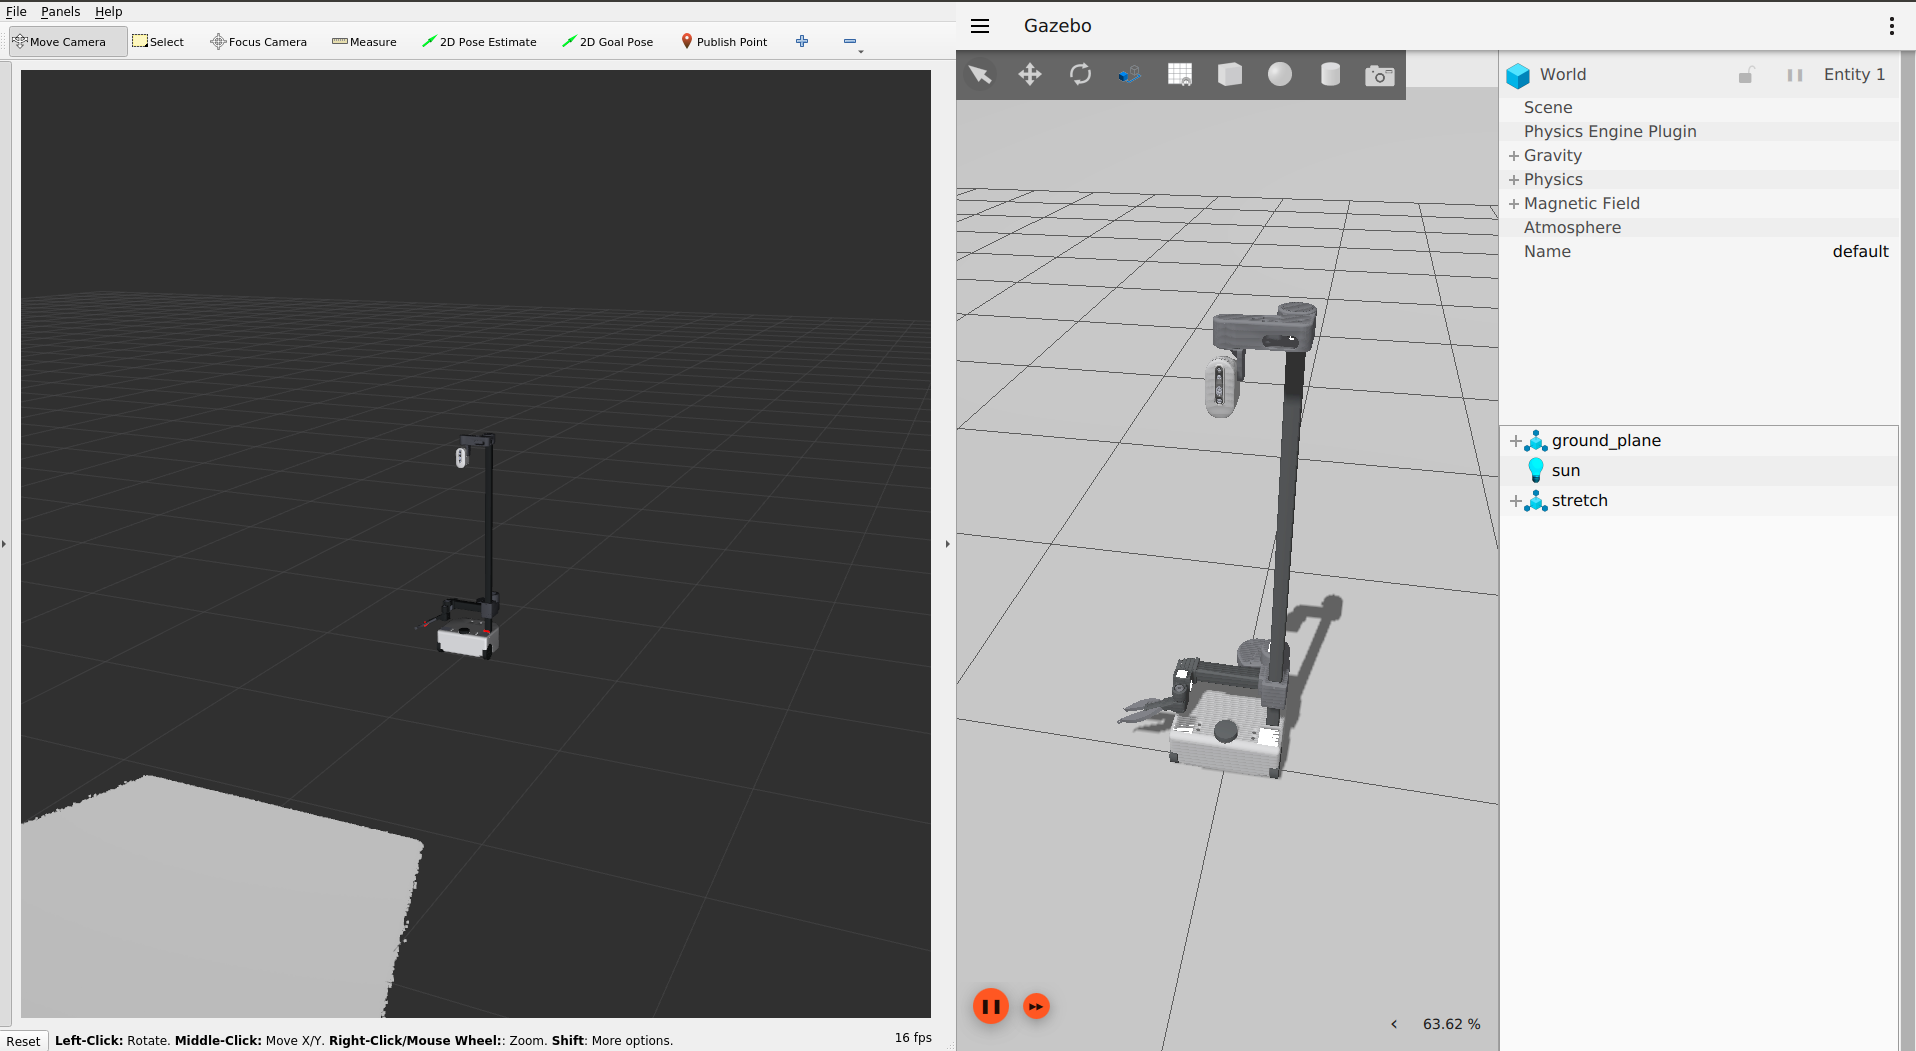 File Panels Help
Move Camera Select Focus Camera Measure 2D Pose Estimate 2D Goal Pose Publish Point
Reset Left-Click: Rotate. Middle-Click: Move X/Y. Right-Click/Mouse Wheel:: Zoom. Shift: More options. 16 fps
Gazebo
63.62 %
World Entity 1
Scene
Physics Engine Plugin
Gravity
Physics
Magnetic Field
Atmosphere
Name default
ground_plane
sun
stretch